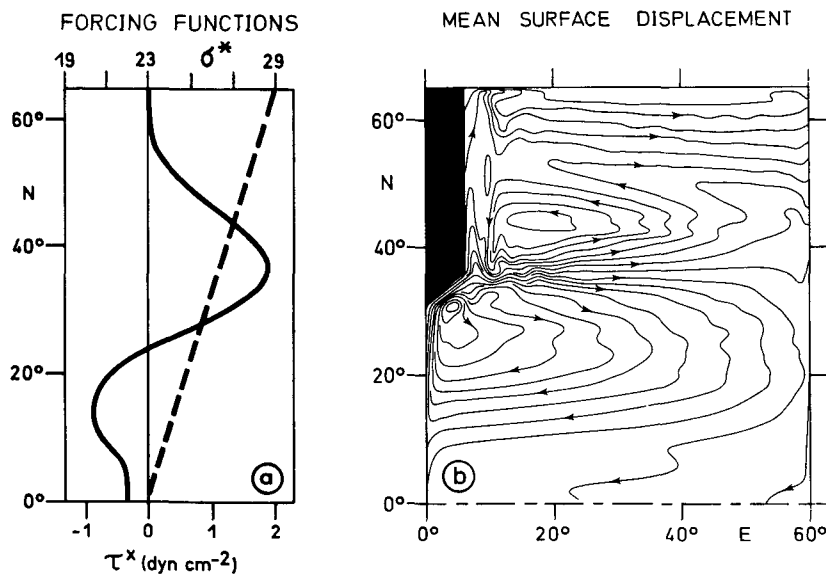 FORCING FUNCTIONS
σ*
19 23 29
60°
N
40°
20°
0°
a
-1 0 1 2
τˣ (dyn cm⁻²)
MEAN SURFACE DISPLACEMENT
60°
N
40°
20°
0°
b
0° 20° 40° E 60°